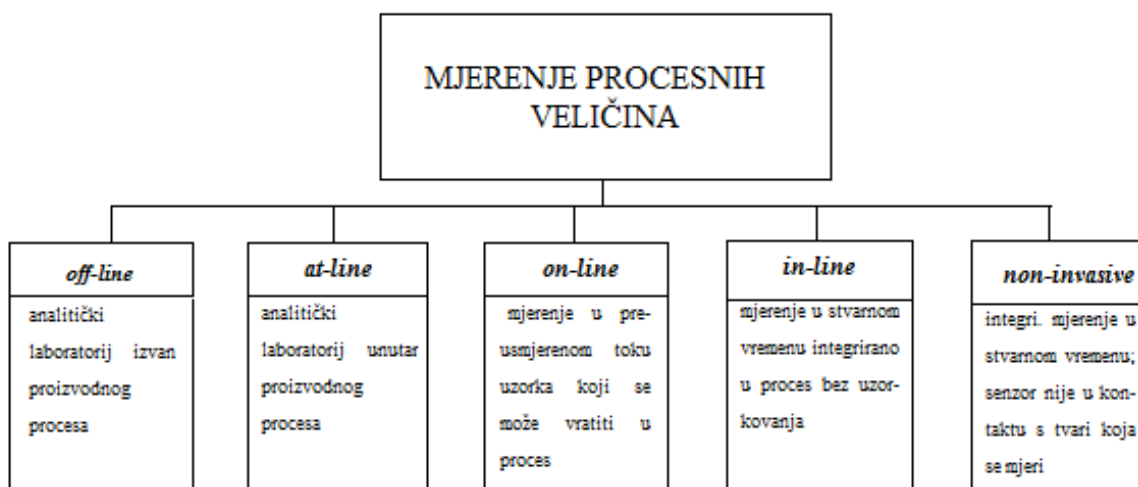 MJERENJE PROCESNIH
VELIČINA
off-line
analitički
laboratorij izvan
proizvodnog
procesa
at-line
analitički
laboratorij unutar
proizvodnog
procesa
on-line
mjerenje u pre-
usmjerenom toku
uzorka koji se
može vratiti u
proces
in-line
mjerenje u stvarnom
vremenu integrirano
u proces bez uzor-
kovanja
non-invasive
integri. mjerenje u
stvarnom vremenu;
senzor nije u kon-
taktu s tvari koja
se mjeri